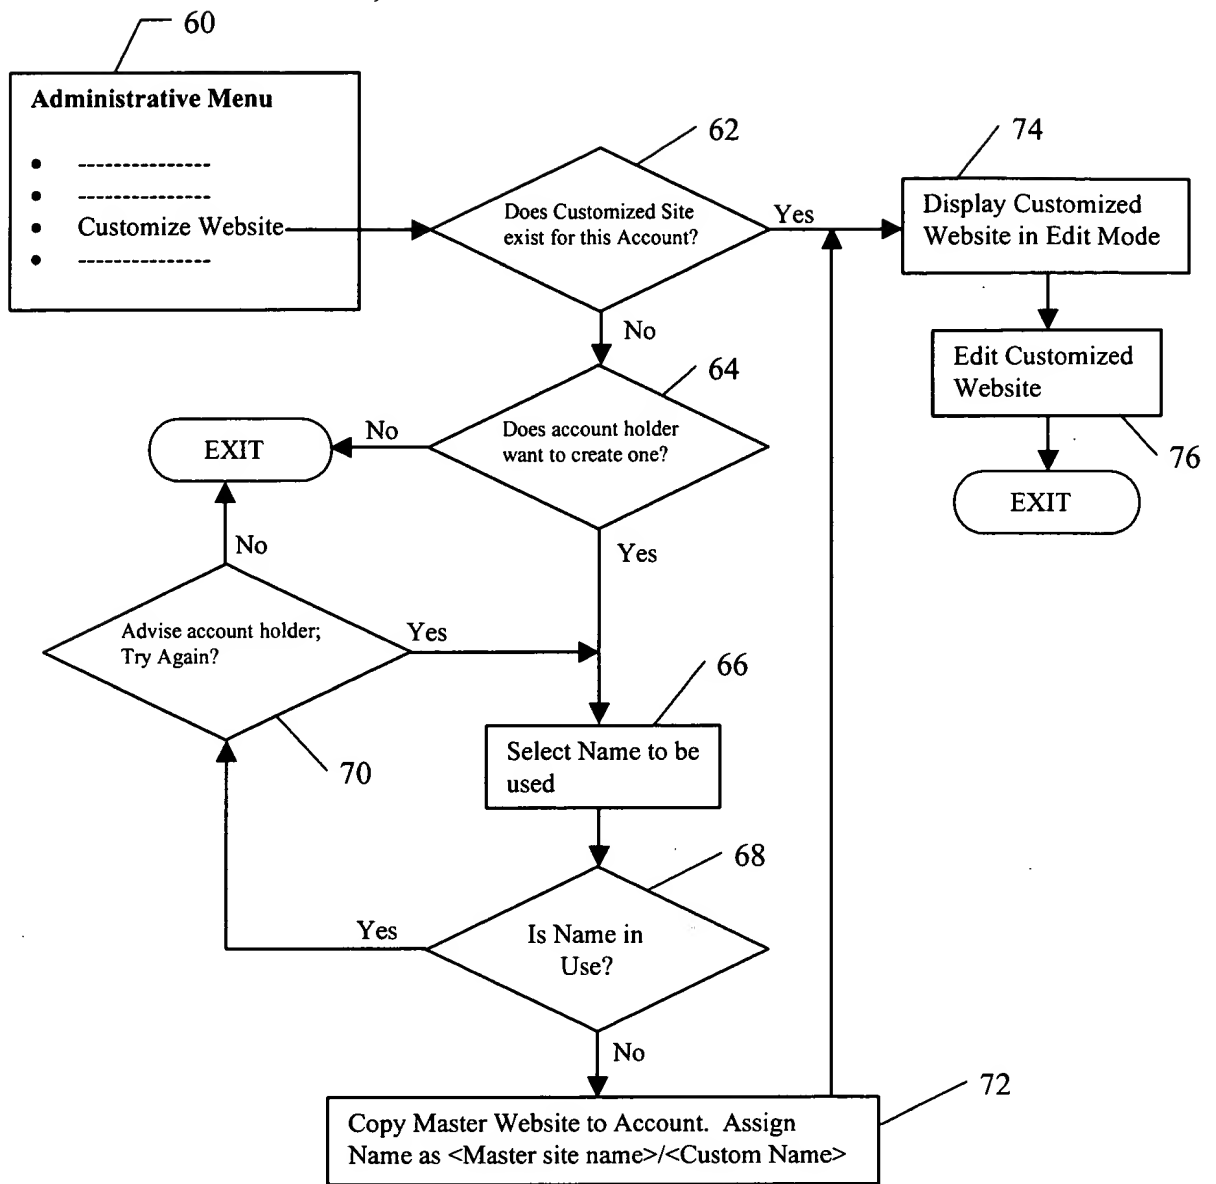 60
Administrative Menu
• ---------------
• ---------------
• Customize Website
• ---------------
62
Does Customized Site
exist for this Account?
Yes
74
Display Customized
Website in Edit Mode
No
64
Does account holder
want to create one?
No
EXIT
Edit Customized
Website
76
EXIT
Yes
No
Advise account holder;
Try Again?
Yes
70
66
Select Name to be
used
68
Is Name in
Use?
Yes
No
72
Copy Master Website to Account. Assign
Name as <Master site name>/<Custom Name>